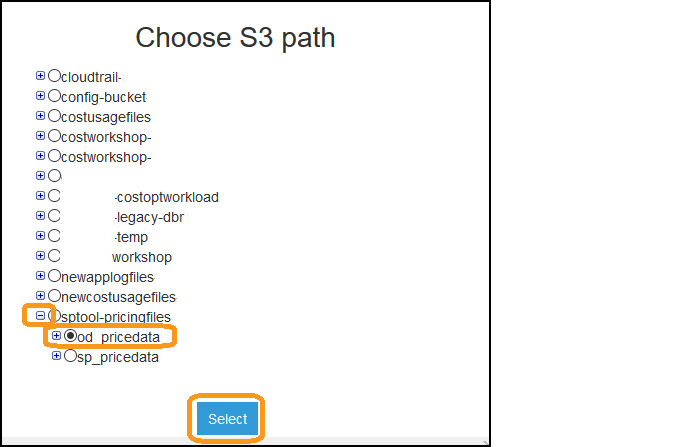 Choose S3 path
cloudtrail-
config-bucket
costusagefiles
costworkshop-
costworkshop-
-costoptworkload
-legacy-dbr
-temp
workshop
newapplogfiles
newcostusagefiles
sptool-pricingfiles
od_pricedata
sp_pricedata
Select